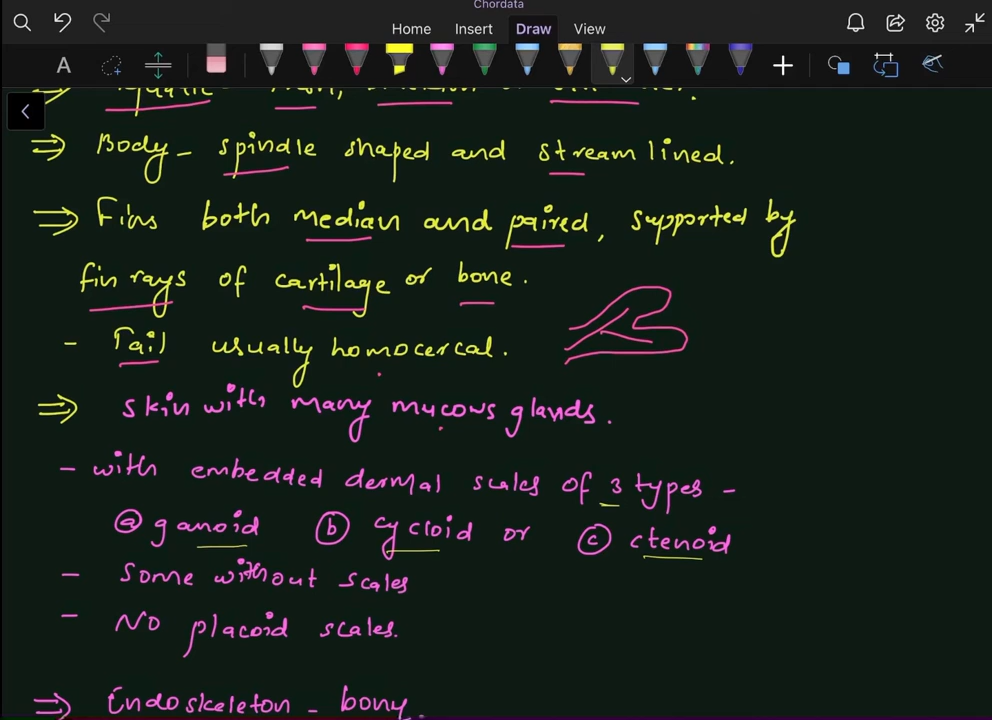 Chordata
Home Insert Draw View
A
⇒ Body - spindle shaped and streamlined.
⇒ Fins both median and paired, supported by
fin rays of cartilage or bone.
- Tail usually homocercal.
⇒ skin with many mucous glands.
- with embedded dermal scales of 3 types -
ⓐ ganoid ⓑ cycloid or ⓒ ctenoid
- Some without scales
- No placoid scales.
⇒ Endoskeleton - bony.